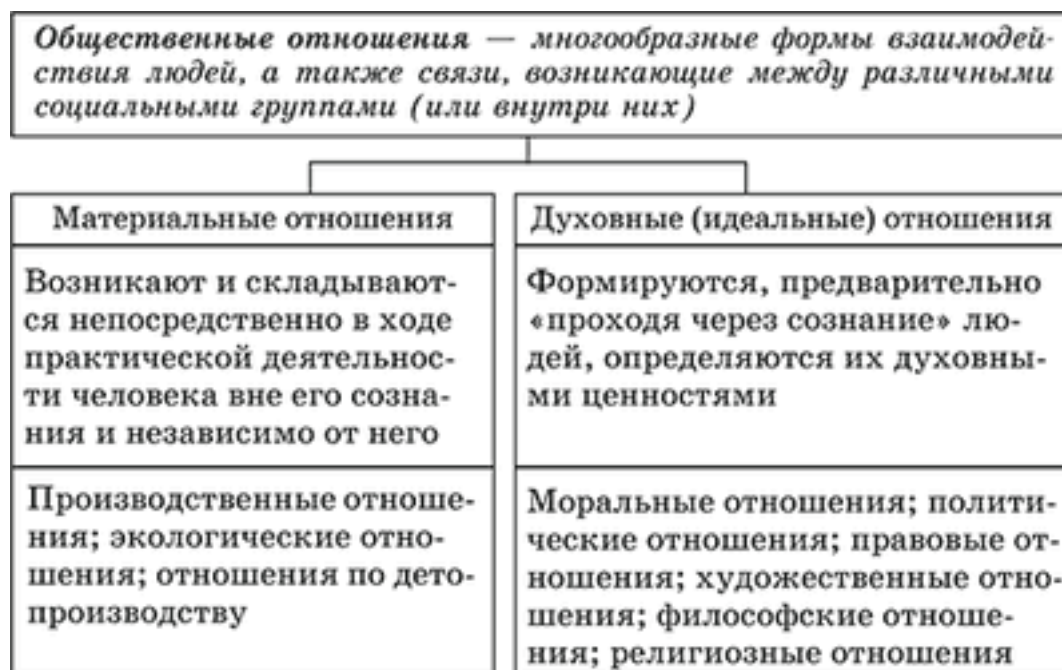 Общественные отношения — многообразные формы взаимодей-
ствия людей, а также связи, возникающие между различными
социальными группами (или внутри них)
Материальные отношения
Возникают и складывают-
ся непосредственно в ходе
практической деятельнос-
ти человека вне его созна-
ния и независимо от него
Производственные отноше-
ния; экологические отно-
шения; отношения по дето-
производству
Духовные (идеальные) отношения
Формируются, предварительно
«проходя через сознание» лю-
дей, определяются их духовны-
ми ценностями
Моральные отношения; полити-
ческие отношения; правовые от-
ношения; художественные отно-
шения; философские отноше-
ния; религиозные отношения